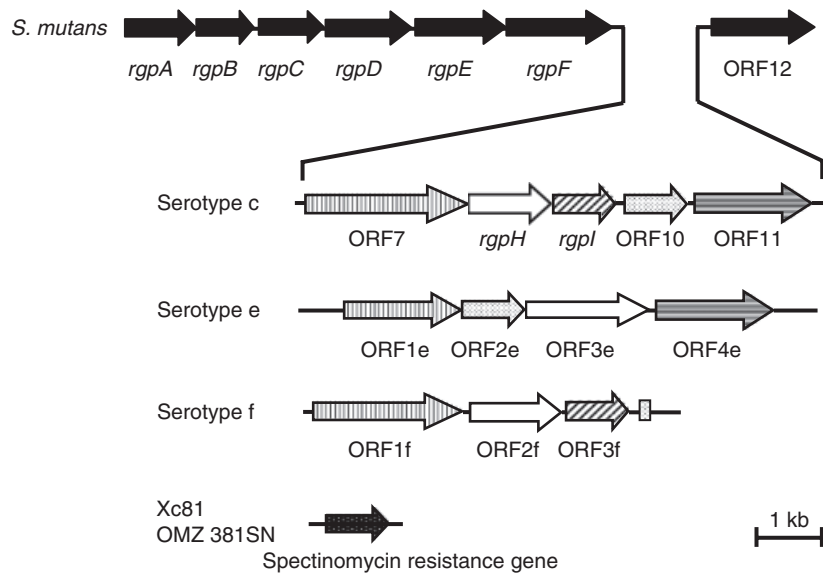 S. mutans
rgpA rgpB rgpC rgpD rgpE rgpF ORF12
Serotype c
ORF7 rgpH rgpI ORF10 ORF11
Serotype e
ORF1e ORF2e ORF3e ORF4e
Serotype f
ORF1f ORF2f ORF3f
Xc81
OMZ 381SN
1 kb
Spectinomycin resistance gene